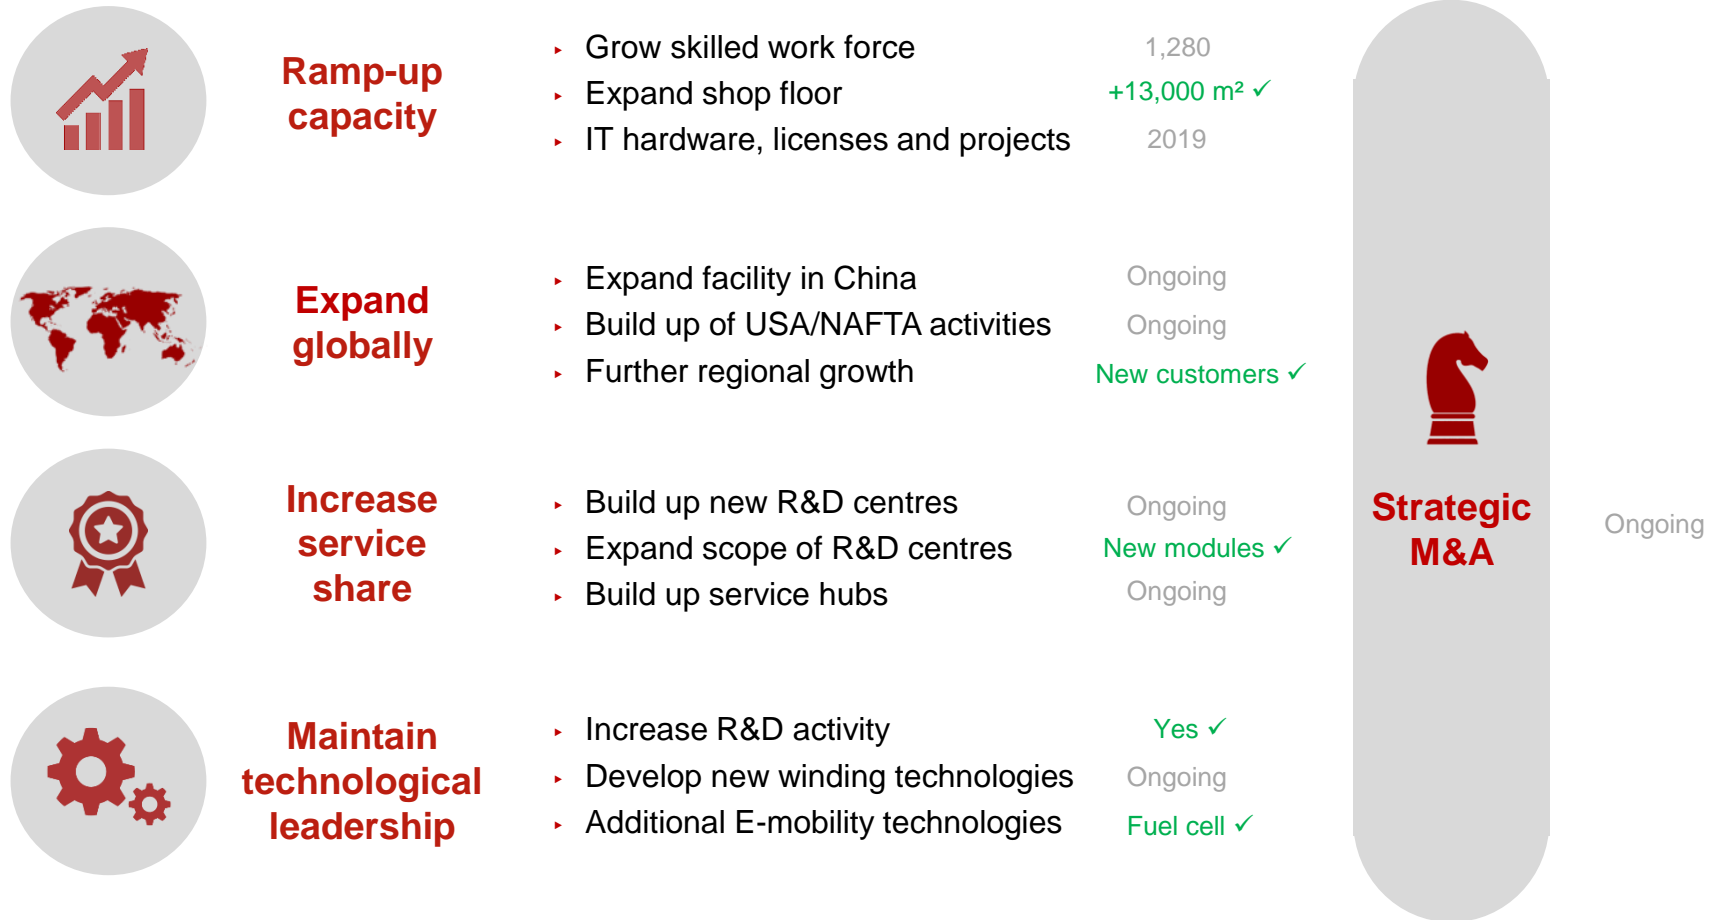 Ramp-up
capacity
‣ Grow skilled work force 1,280
‣ Expand shop floor +13,000 m² ✓
‣ IT hardware, licenses and projects 2019
Expand
globally
‣ Expand facility in China Ongoing
‣ Build up of USA/NAFTA activities Ongoing
‣ Further regional growth New customers ✓
Increase
service
share
‣ Build up new R&D centres Ongoing
‣ Expand scope of R&D centres New modules ✓
‣ Build up service hubs Ongoing
Maintain
technological
leadership
‣ Increase R&D activity Yes ✓
‣ Develop new winding technologies Ongoing
‣ Additional E-mobility technologies Fuel cell ✓
Strategic
M&A
Ongoing